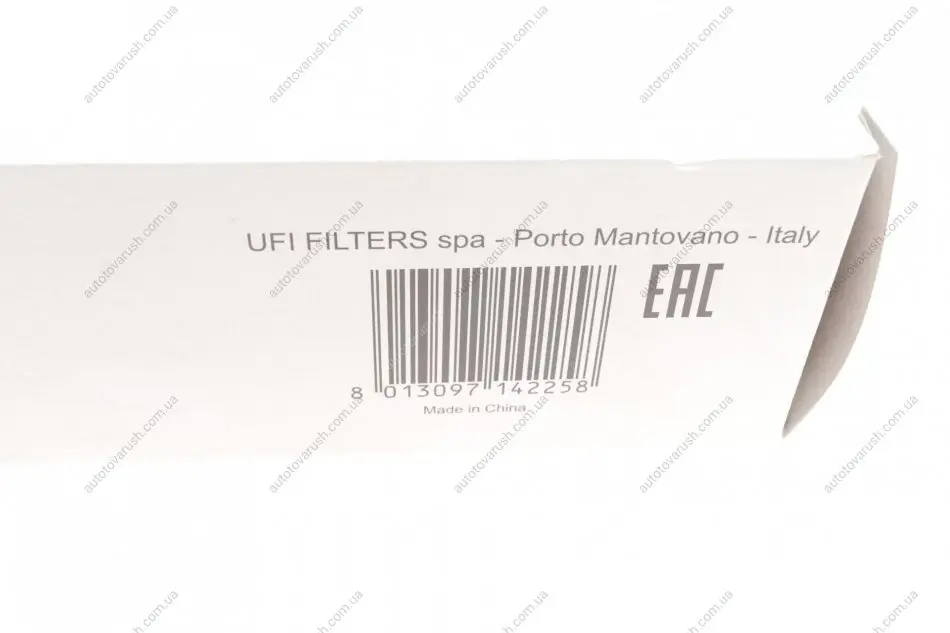 UFI FILTERS spa - Porto Mantovano - Italy
EAC
8 013097 142258
Made in China
autotovarush.com.ua